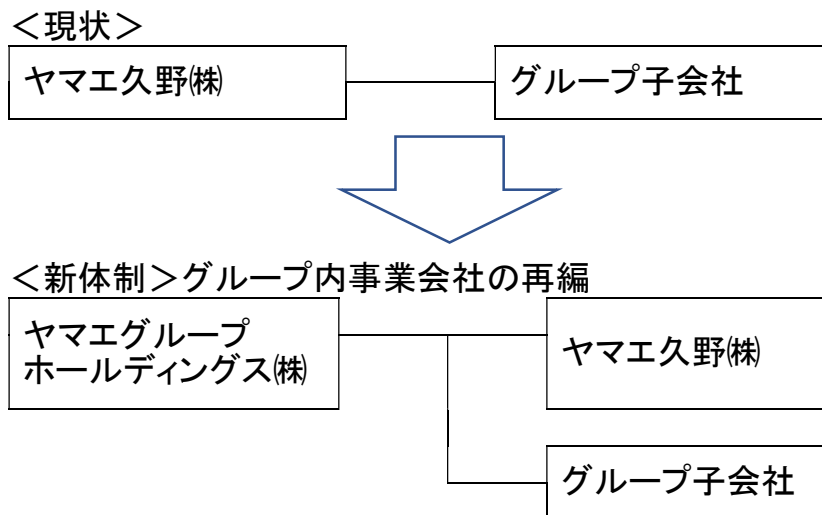 ＜現状＞
ヤマエ久野㈱
グループ子会社
＜新体制＞グループ内事業会社の再編
ヤマエグループ
ホールディングス㈱
ヤマエ久野㈱
グループ子会社